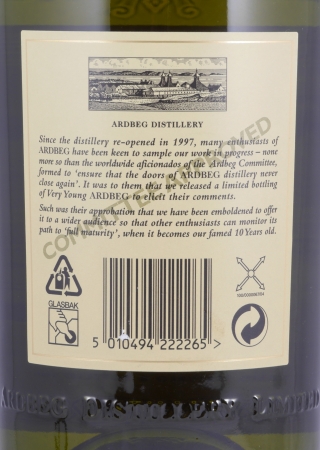 ARDBEG DISTILLERY
Since the distillery re-opened in 1997, many enthusiasts of
ARDBEG have been keen to sample our work in progress – none
more so than the worldwide aficionados of the Ardbeg Committee,
formed to 'ensure that the doors of ARDBEG distillery never
close again'. It was to them that we released a limited bottling
of Very Young ARDBEG to elicit their comments.
Such was their approbation that we have been emboldened to offer
it to a wider audience so that other enthusiasts can monitor its
path to 'full maturity', when it becomes our famed 10 Years old.
COMMITTEE APPROVED
GLASBAK
5 010494 222265 >
ARDBEG DISTILLERY LIMITED